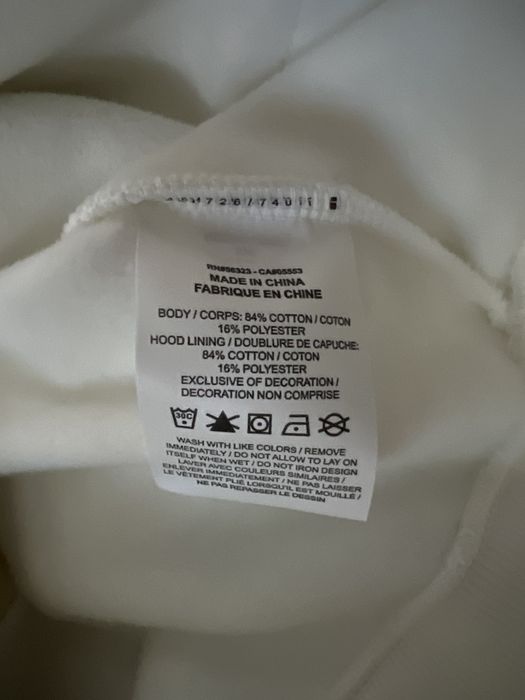 RN#56323 - CA#05553
MADE IN CHINA
FABRIQUE EN CHINE
BODY / CORPS: 84% COTTON / COTON
16% POLYESTER
HOOD LINING / DOUBLURE DE CAPUCHE:
84% COTTON / COTON
16% POLYESTER
EXCLUSIVE OF DECORATION /
DECORATION NON COMPRISE
30C
WASH WITH LIKE COLORS / REMOVE
IMMEDIATELY / DO NOT ALLOW TO LAY ON
ITSELF WHEN WET / DO NOT IRON DESIGN
LAVER AVEC COULEURS SIMILAIRES /
ENLEVER IMMEDIATEMENT / NE PAS LAISSER
LE VÊTEMENT PLIÉ LORSQU'IL EST MOUILLÉ /
NE PAS REPASSER LE DESSIN